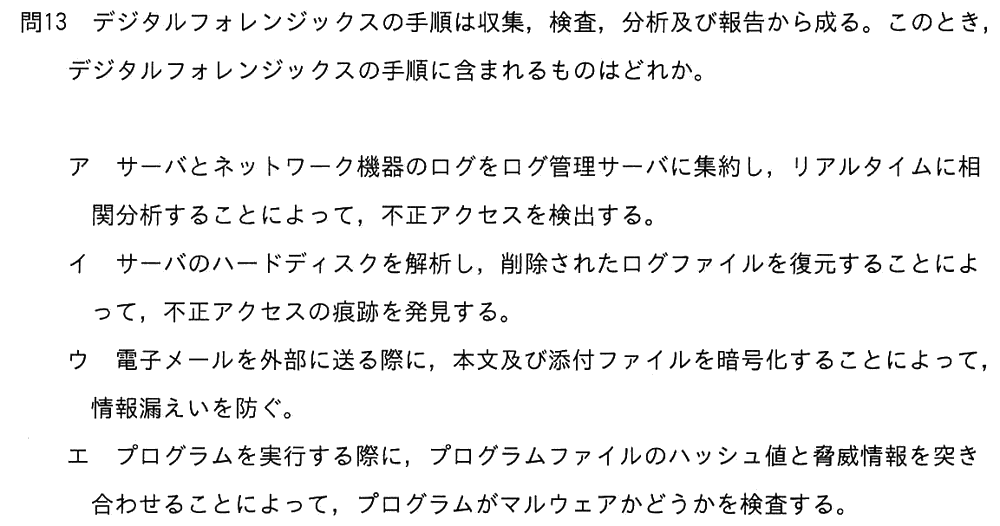 問13　デジタルフォレンジックスの手順は収集，検査，分析及び報告から成る。このとき，
デジタルフォレンジックスの手順に含まれるものはどれか。
ア　サーバとネットワーク機器のログをログ管理サーバに集約し，リアルタイムに相
関分析することによって，不正アクセスを検出する。
イ　サーバのハードディスクを解析し，削除されたログファイルを復元することによ
って，不正アクセスの痕跡を発見する。
ウ　電子メールを外部に送る際に，本文及び添付ファイルを暗号化することによって，
情報漏えいを防ぐ。
エ　プログラムを実行する際に，プログラムファイルのハッシュ値と脅威情報を突き
合わせることによって，プログラムがマルウェアかどうかを検査する。